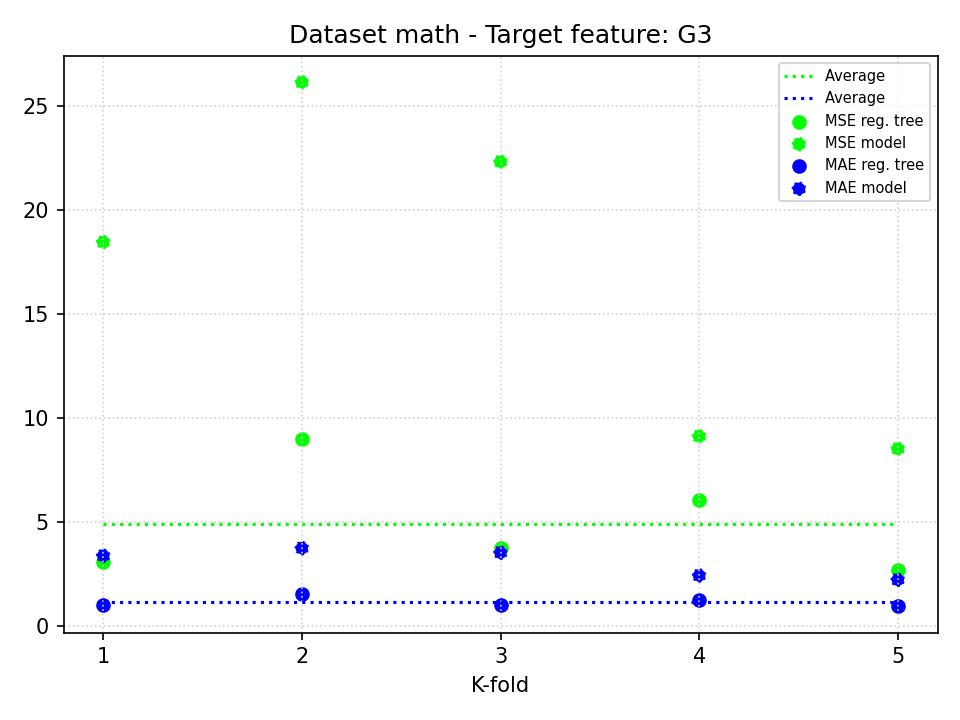 Dataset math - Target feature: G3
Average
Average
MSE reg. tree
MSE model
MAE reg. tree
MAE model
25
20
15
10
5
0
1 2 3 4 5
K-fold